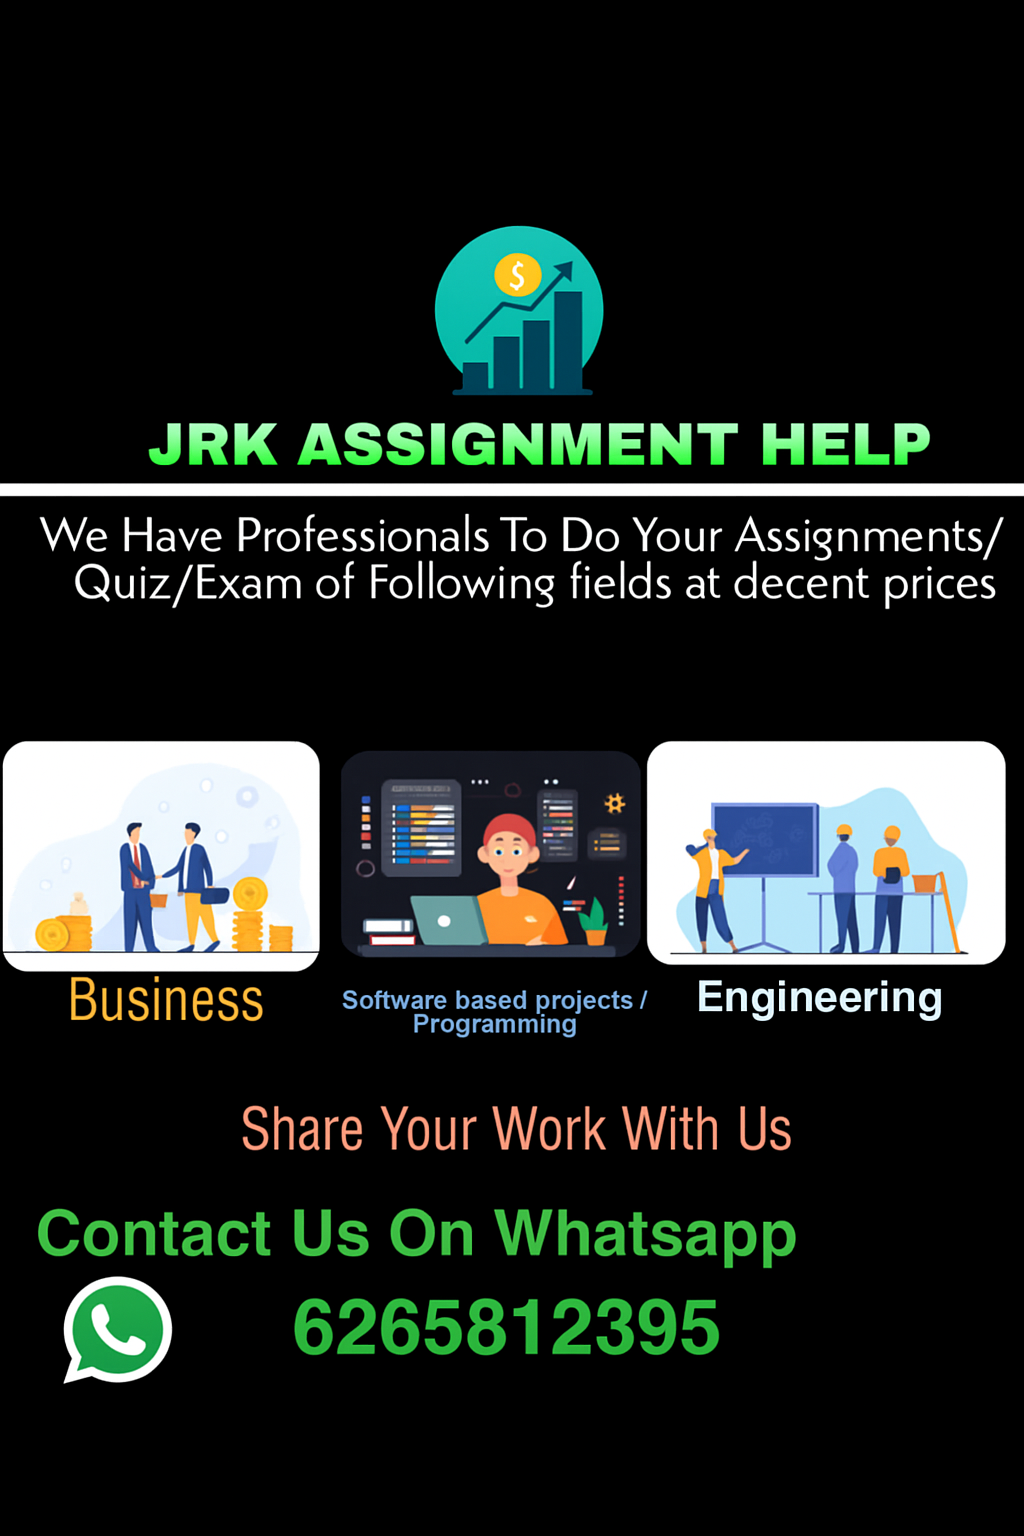 $
JRK ASSIGNMENT HELP
We Have Professionals To Do Your Assignments/
Quiz/Exam of Following fields at decent prices
Business
Software based projects /
Programming
Engineering
Share Your Work With Us
Contact Us On Whatsapp
6265812395